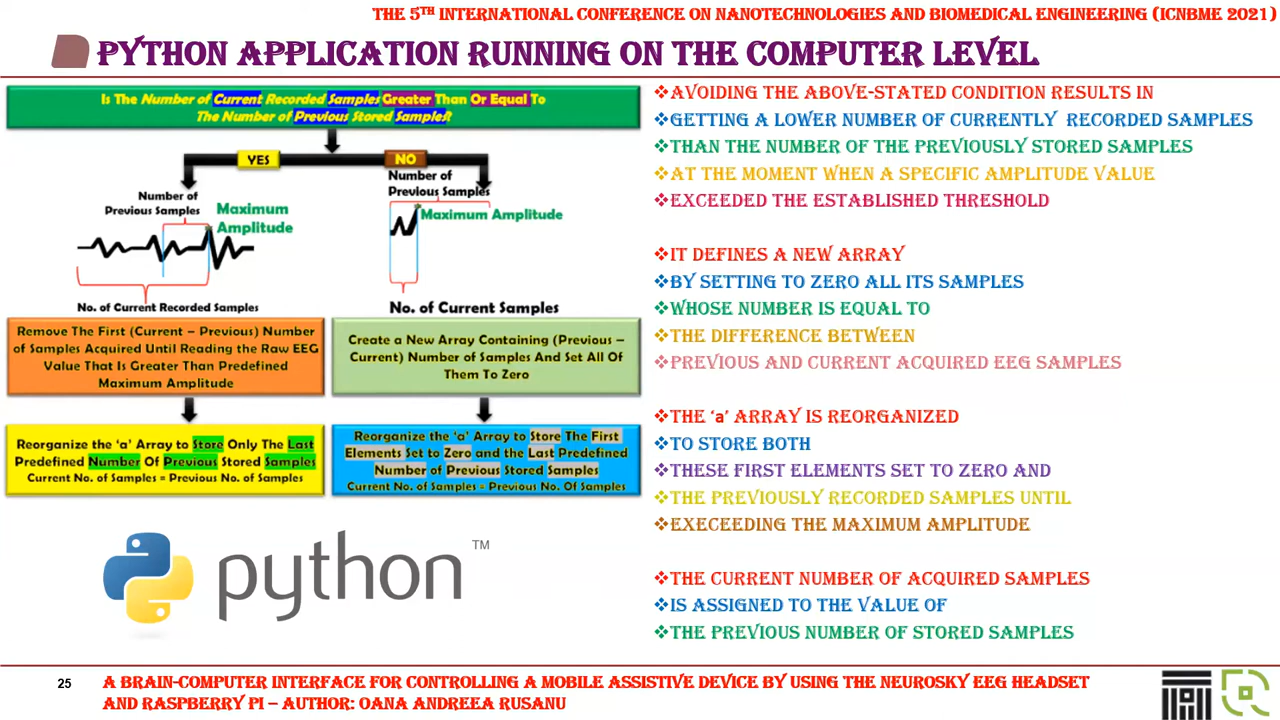 THE 5TH INTERNATIONAL CONFERENCE ON NANOTECHNOLOGIES AND BIOMEDICAL ENGINEERING (ICNBME 2021)
PYTHON APPLICATION RUNNING ON THE COMPUTER LEVEL
Is The Number of Current Recorded Samples Greater Than Or Equal To
The Number of Previous Stored Samples?
YES
NO
Number of
Previous Samples
Maximum
Amplitude
No. of Current Recorded Samples
Number of
Previous Samples
Maximum Amplitude
No. of Current Samples
Remove The First (Current – Previous) Number
of Samples Acquired Until Reading the Raw EEG
Value That is Greater Than Predefined
Maximum Amplitude
Create a New Array Containing (Previous –
Current) Number of Samples And Set All Of
Them To Zero
Reorganize the ‘a’ Array to Store Only The Last
Predefined Number Of Previous Stored Samples
Current No. of Samples = Previous No. of Samples
Reorganize the ‘a’ Array to Store The First
Elements Set to Zero and the Last Predefined
Number of Previous Stored Samples
Current No. of Samples = Previous No. Of Samples
python TM
❖AVOIDING THE ABOVE-STATED CONDITION RESULTS IN
❖GETTING A LOWER NUMBER OF CURRENTLY RECORDED SAMPLES
❖THAN THE NUMBER OF THE PREVIOUSLY STORED SAMPLES
❖AT THE MOMENT WHEN A SPECIFIC AMPLITUDE VALUE
❖EXCEEDED THE ESTABLISHED THRESHOLD
❖IT DEFINES A NEW ARRAY
❖BY SETTING TO ZERO ALL ITS SAMPLES
❖WHOSE NUMBER IS EQUAL TO
❖THE DIFFERENCE BETWEEN
❖PREVIOUS AND CURRENT ACQUIRED EEG SAMPLES
❖THE ‘a’ ARRAY IS REORGANIZED
❖TO STORE BOTH
❖THESE FIRST ELEMENTS SET TO ZERO AND
❖THE PREVIOUSLY RECORDED SAMPLES UNTIL
❖EXECEEDING THE MAXIMUM AMPLITUDE
❖THE CURRENT NUMBER OF ACQUIRED SAMPLES
❖IS ASSIGNED TO THE VALUE OF
❖THE PREVIOUS NUMBER OF STORED SAMPLES
25
A BRAIN-COMPUTER INTERFACE FOR CONTROLLING A MOBILE ASSISTIVE DEVICE BY USING THE NEUROSKY EEG HEADSET
AND RASPBERRY PI – AUTHOR: OANA ANDREEA RUSANU